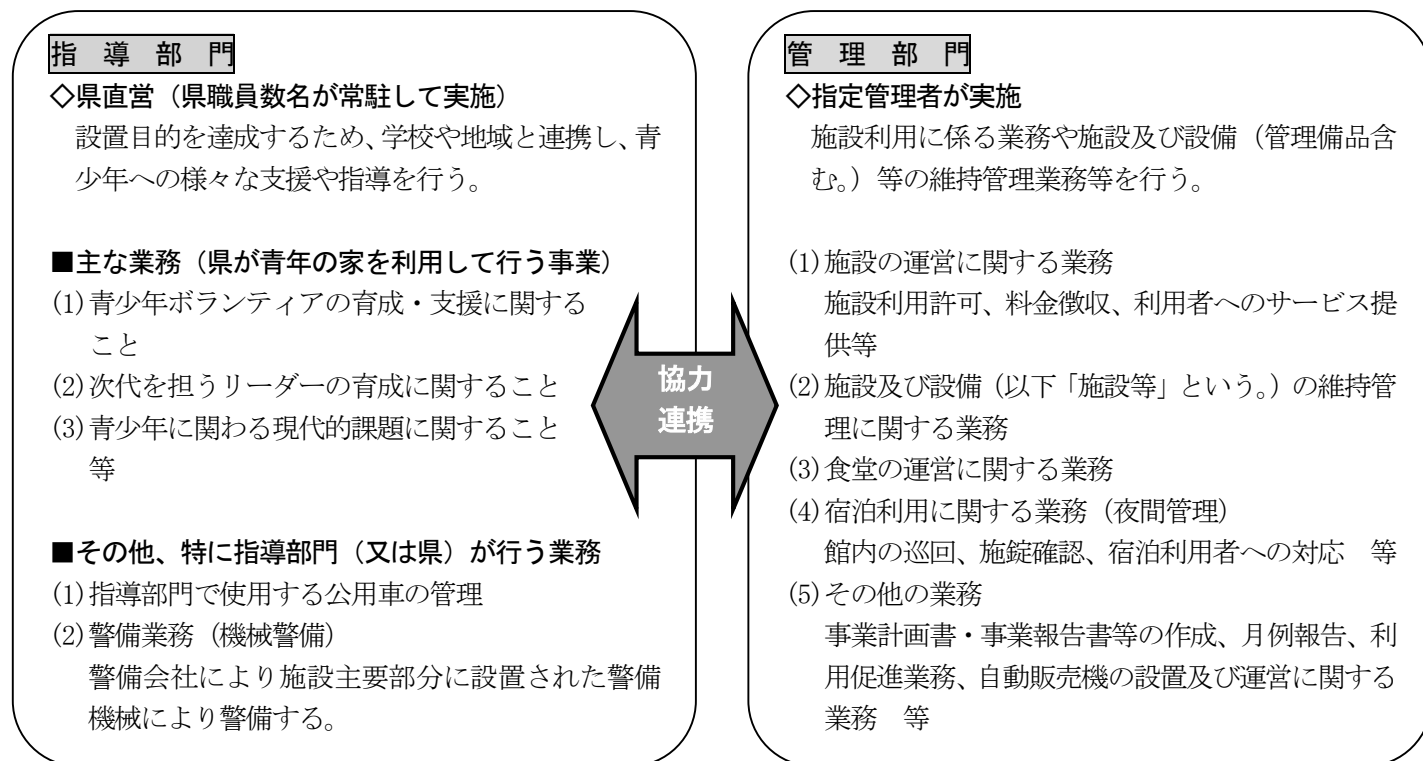 指 導 部 門
◇県直営（県職員数名が常駐して実施）
設置目的を達成するため、学校や地域と連携し、青
少年への様々な支援や指導を行う。
■主な業務（県が青年の家を利用して行う事業）
(1)青少年ボランティアの育成・支援に関する
こと
(2)次代を担うリーダーの育成に関すること
(3)青少年に関わる現代的課題に関すること
等
■その他、特に指導部門（又は県）が行う業務
(1)指導部門で使用する公用車の管理
(2)警備業務（機械警備）
警備会社により施設主要部分に設置された警備
機械により警備する。
協力
連携
管 理 部 門
◇指定管理者が実施
施設利用に係る業務や施設及び設備（管理備品含
む。）等の維持管理業務等を行う。
(1)施設の運営に関する業務
施設利用許可、料金徴収、利用者へのサービス提
供等
(2)施設及び設備（以下「施設等」という。）の維持管
理に関する業務
(3)食堂の運営に関する業務
(4)宿泊利用に関する業務（夜間管理）
館内の巡回、施錠確認、宿泊利用者への対応　等
(5)その他の業務
事業計画書・事業報告書等の作成、月例報告、利
用促進業務、自動販売機の設置及び運営に関する
業務　等